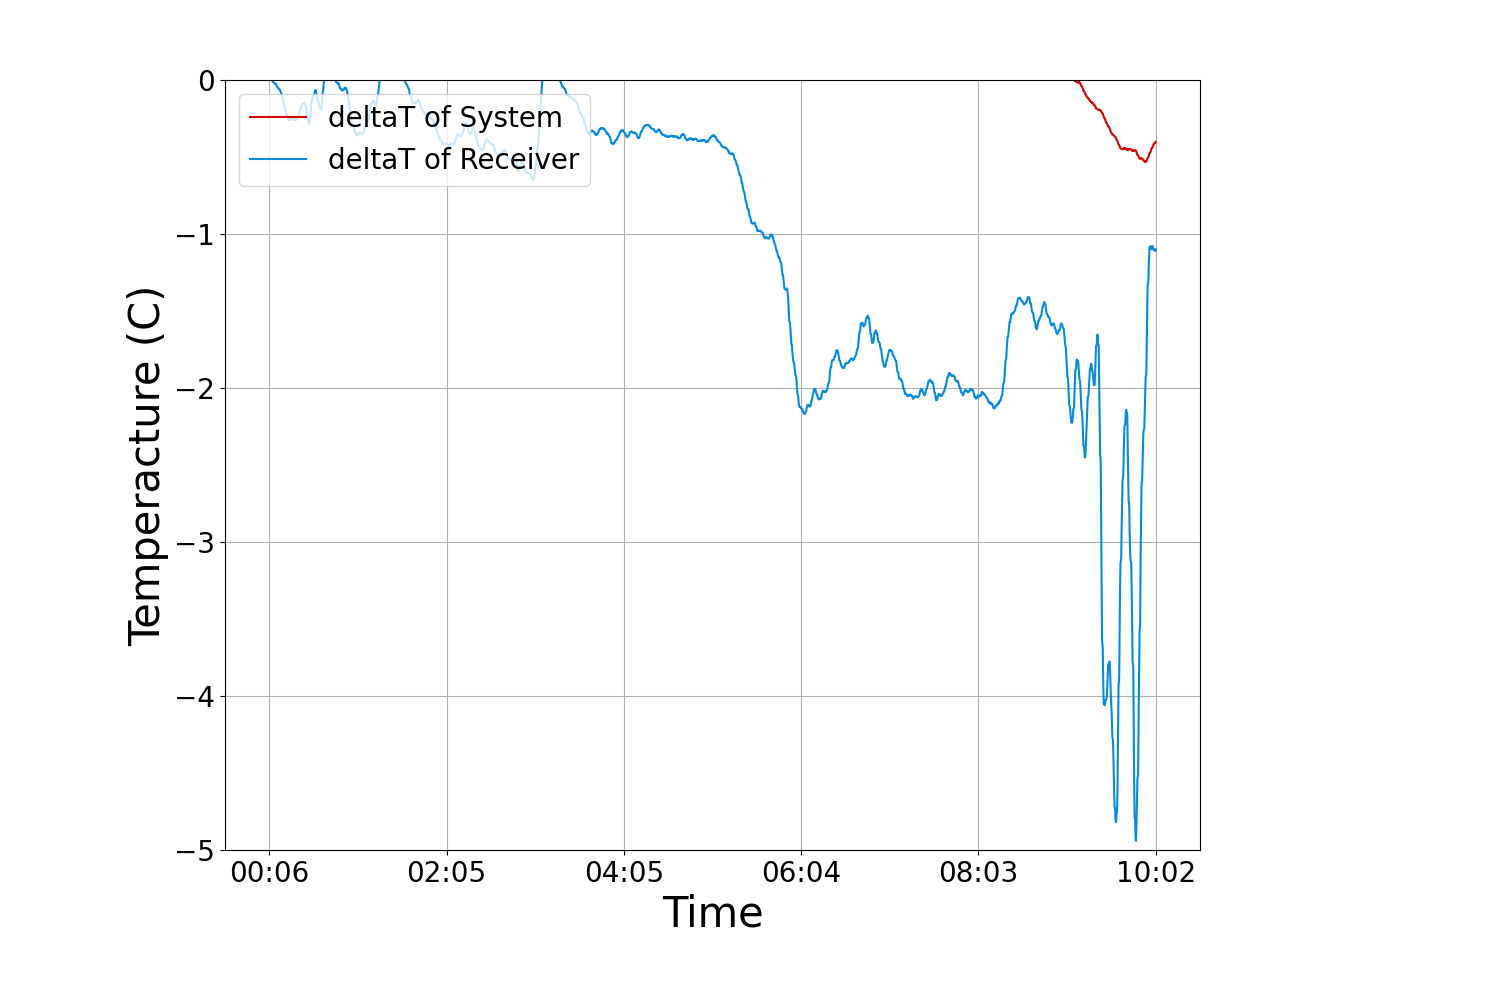 0
deltaT of System
deltaT of Receiver
−1
−2
−3
−4
−5
Temperacture (C)
00:06 02:05 04:05 06:04 08:03 10:02
Time